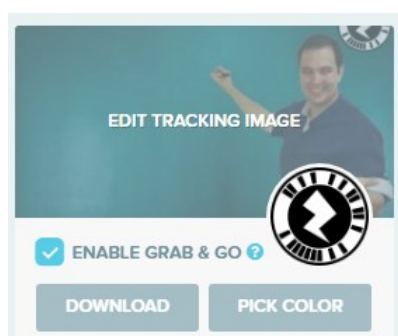 EDIT TRACKING IMAGE
ENABLE GRAB & GO ?
DOWNLOAD PICK COLOR